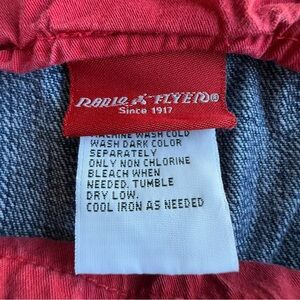 RADIO FLYER®
Since 1917
MACHINE WASH COLD
WASH DARK COLOR
SEPARATELY
ONLY NON CHLORINE
BLEACH WHEN
NEEDED. TUMBLE
DRY LOW.
COOL IRON AS NEEDED